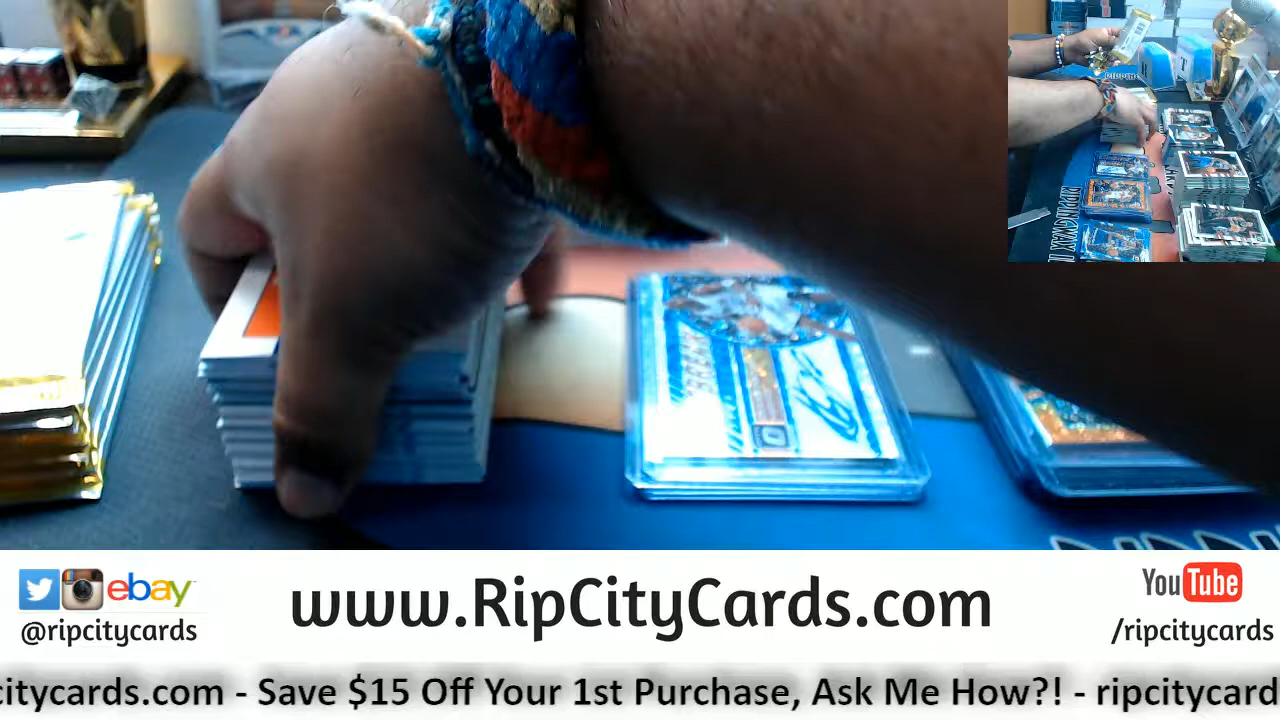 www.RipCityCards.com
ebay
@ripcitycards
YouTube
/ripcitycards
citycards.com - Save $15 Off Your 1st Purchase, Ask Me How?! - ripcitycard